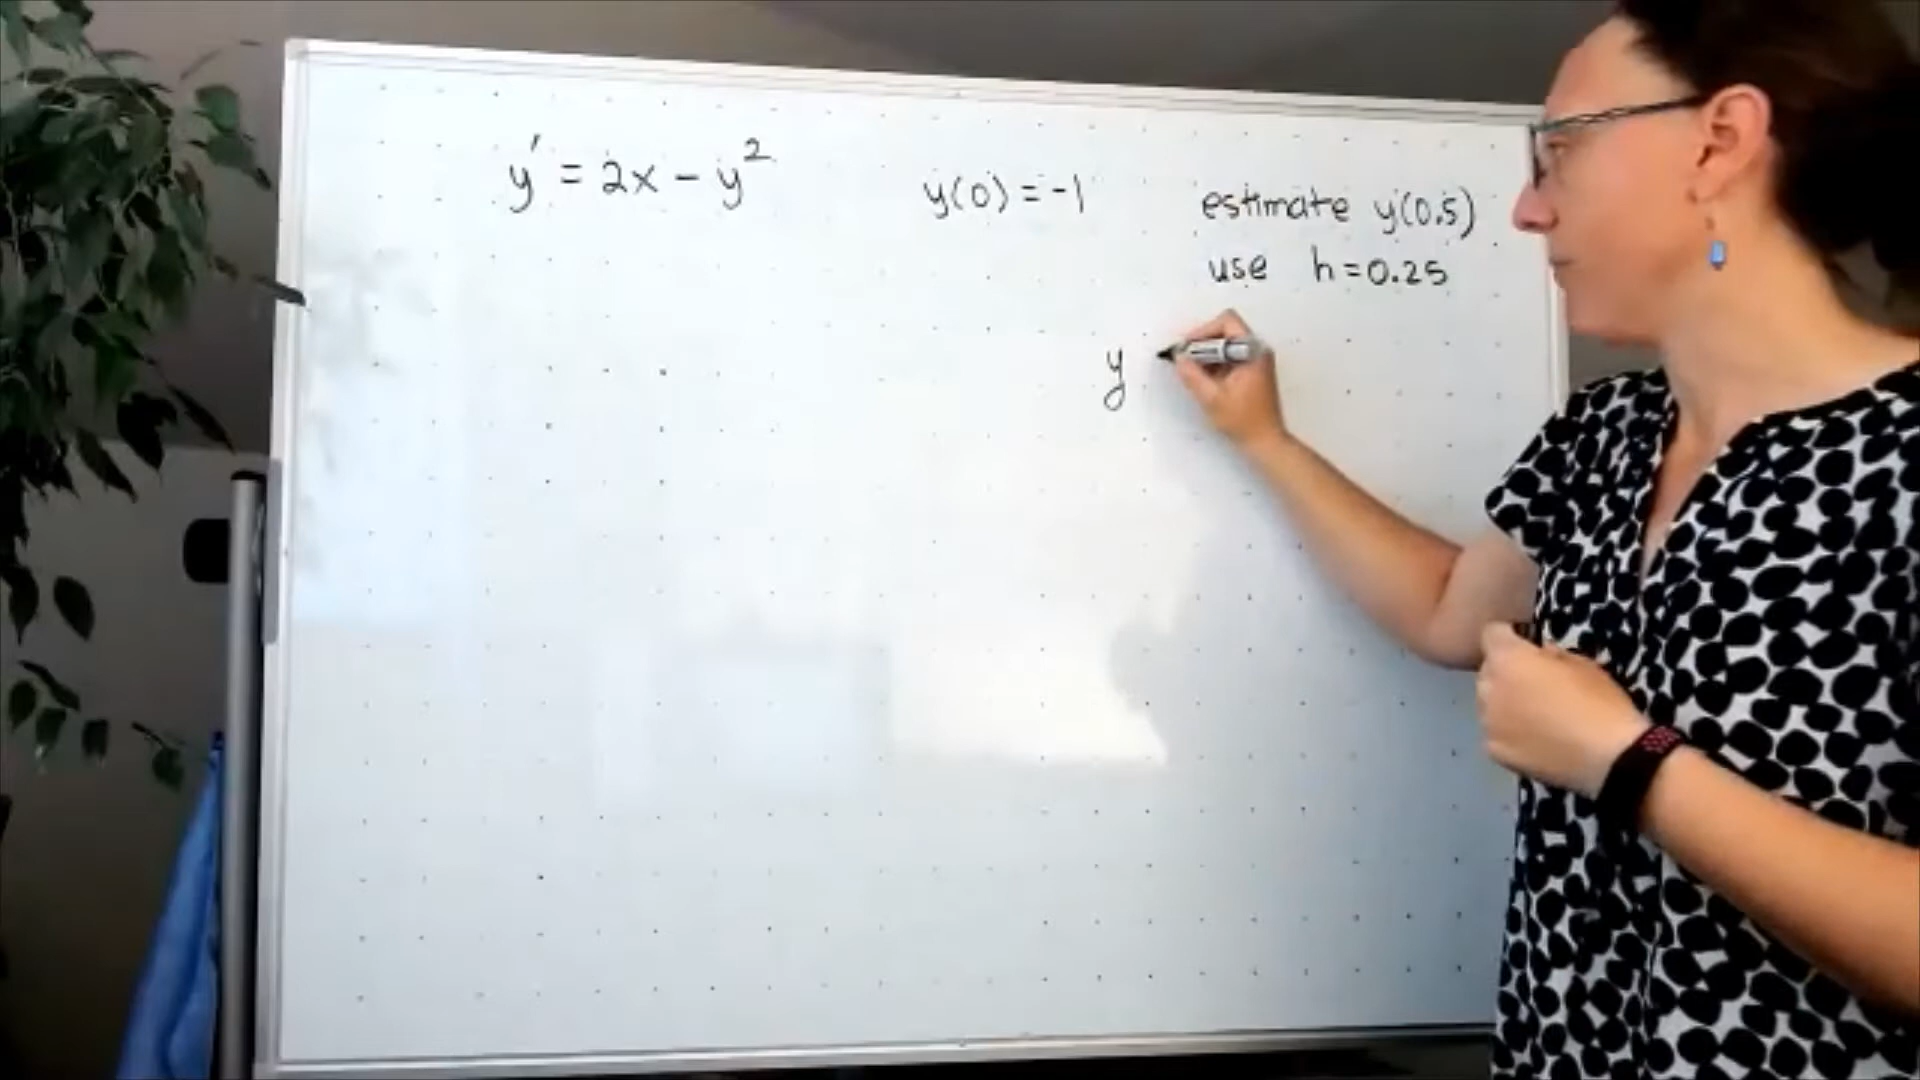 y' = 2x - y² y(0) = -1 estimate y(0.5)
use h = 0.25
y